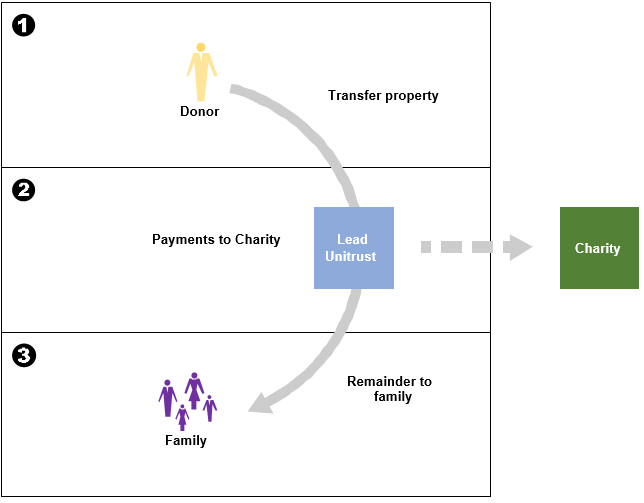 1
Donor
Transfer property
2
Payments to Charity
Lead
Unitrust
Charity
3
Remainder to
family
Family